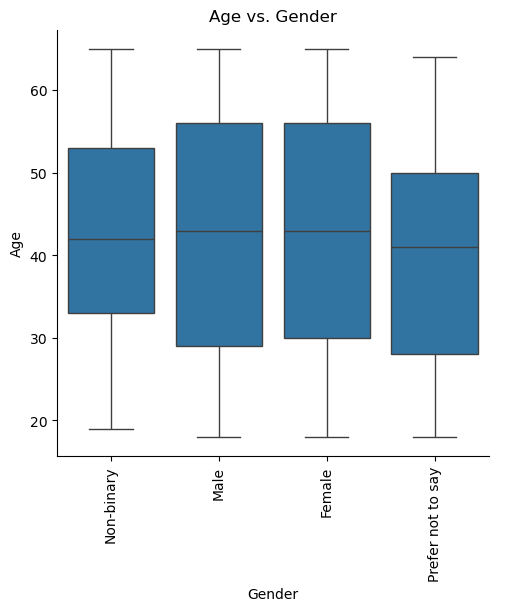 Age vs. Gender
60
50
40
30
20
Age
Non-binary
Male
Female
Prefer not to say
Gender